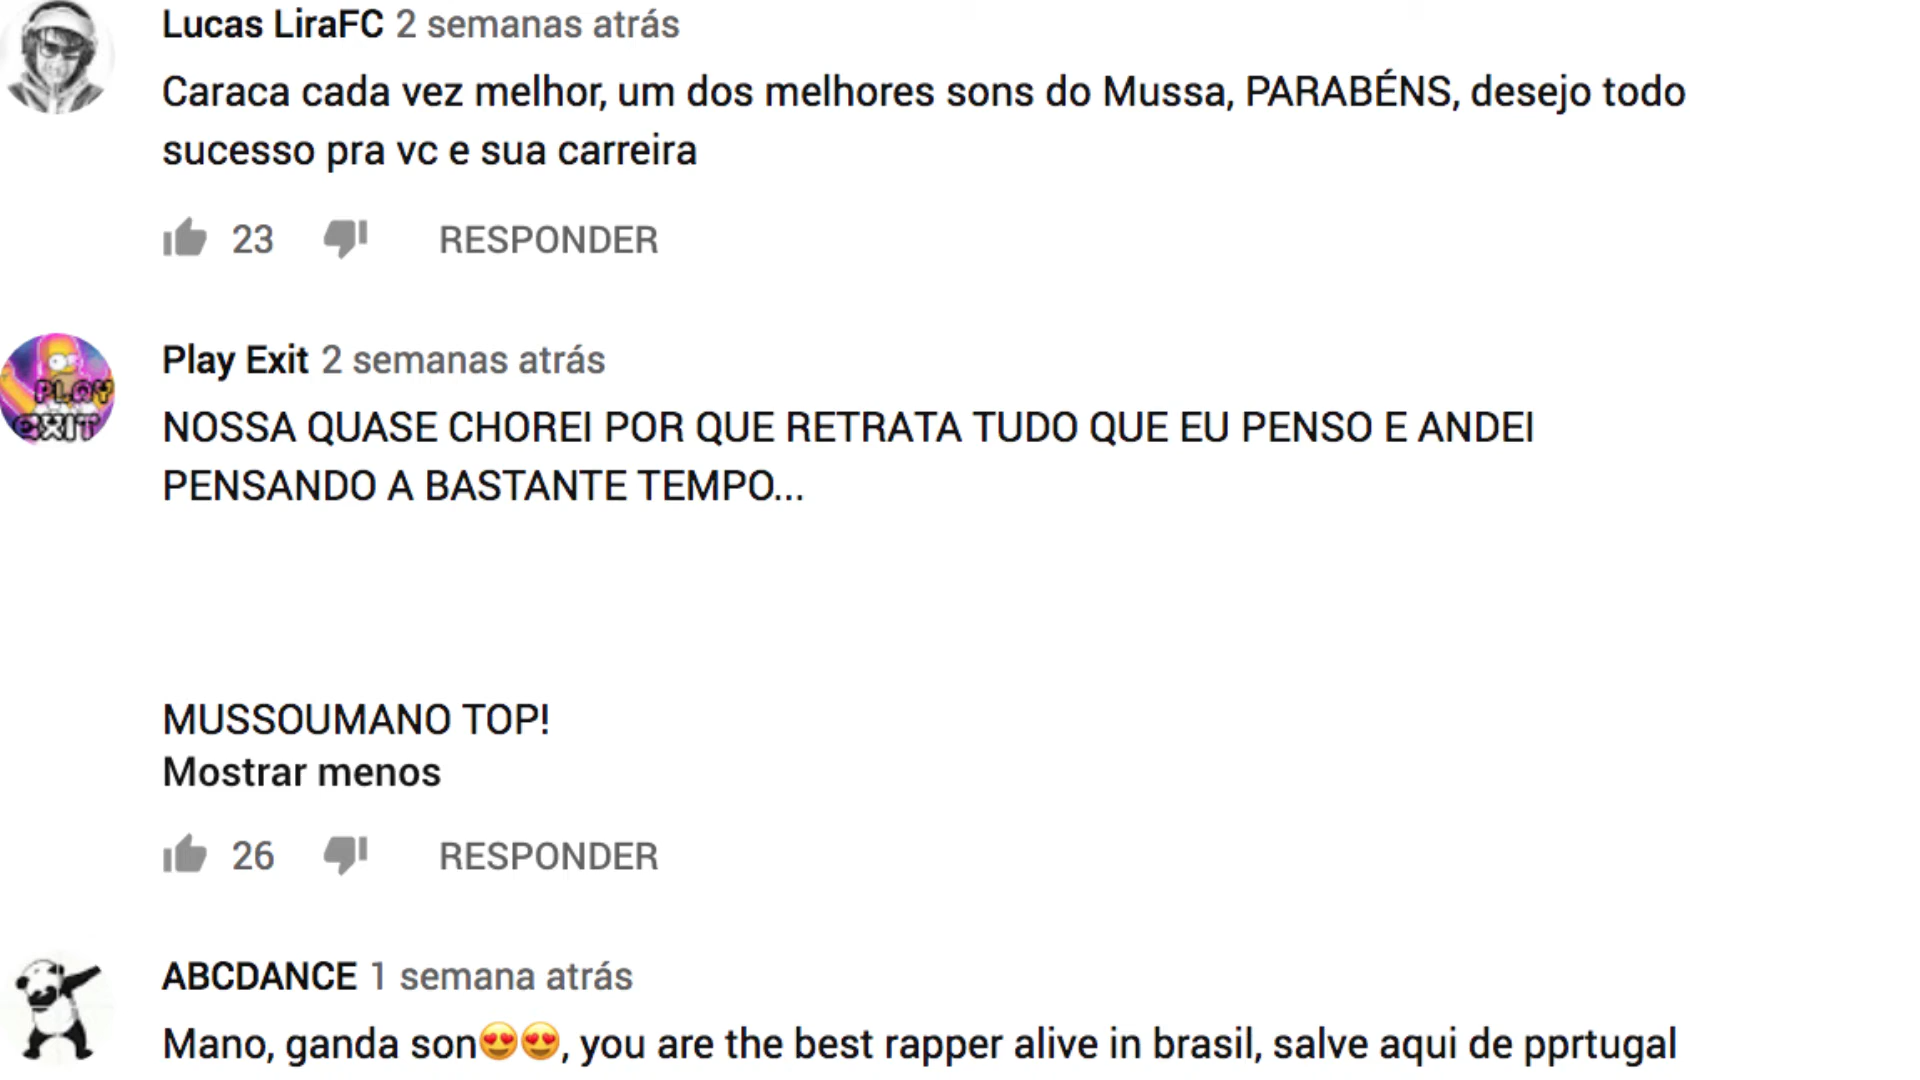 Lucas LiraFC 2 semanas atrás
Caraca cada vez melhor, um dos melhores sons do Mussa, PARABÉNS, desejo todo
sucesso pra vc e sua carreira
23 RESPONDER
Play Exit 2 semanas atrás
PLAY
EXIT
NOSSA QUASE CHOREI POR QUE RETRATA TUDO QUE EU PENSO E ANDEI
PENSANDO A BASTANTE TEMPO...
MUSSOUMANO TOP!
Mostrar menos
26 RESPONDER
ABCDANCE 1 semana atrás
Mano, ganda son😍😍, you are the best rapper alive in brasil, salve aqui de pprtugal